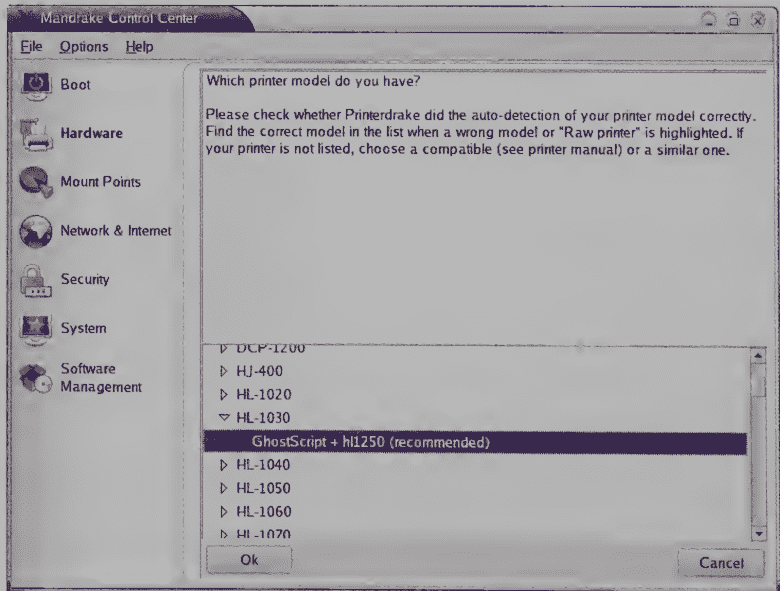 Mandrake Control Center
File Options Help
Boot
Hardware
Mount Points
Network & Internet
Security
System
Software
Management
Which printer model do you have?
Please check whether Printerdrake did the auto-detection of your printer model correctly.
Find the correct model in the list when a wrong model or "Raw printer" is highlighted. If
your printer is not listed, choose a compatible (see printer manual) or a similar one.
DCP-1200
HJ-400
HL-1020
HL-1030
GhostScript + hl1250 (recommended)
HL-1040
HL-1050
HL-1060
HL-1070
Ok
Cancel